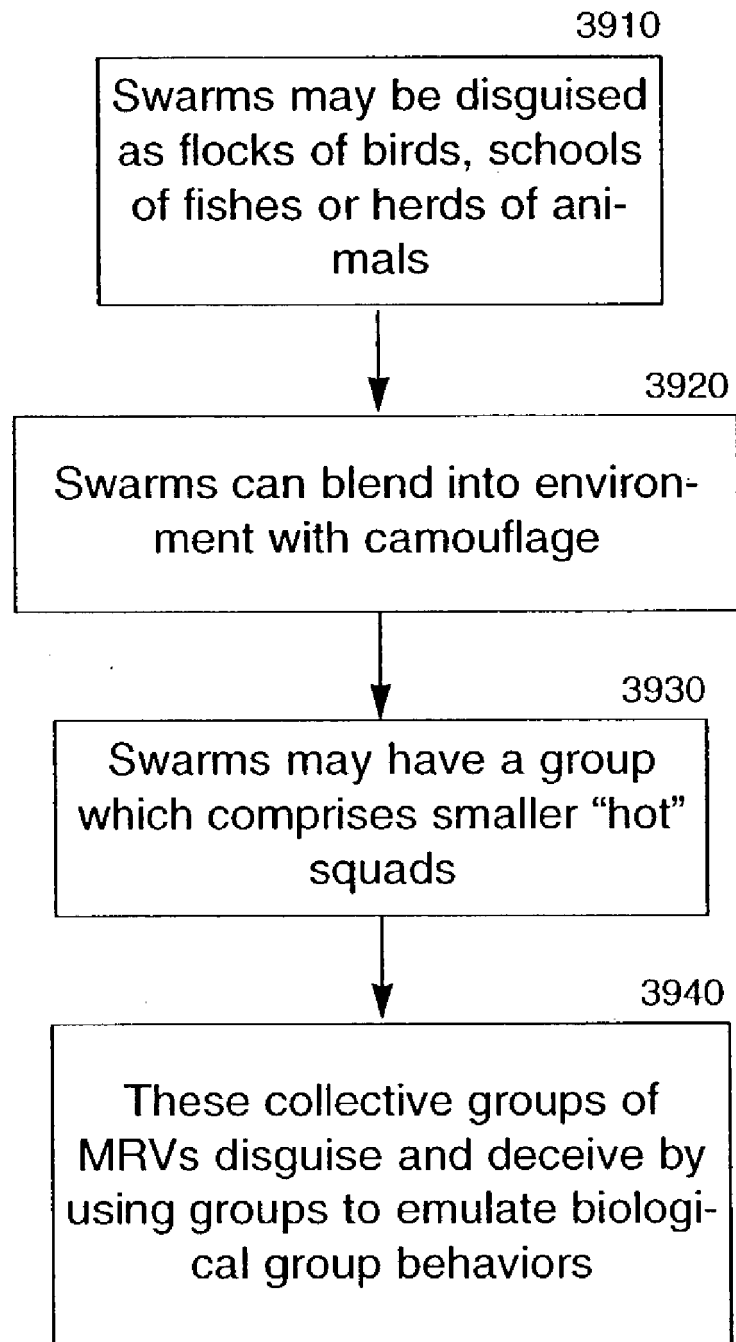 3910
Swarms may be disguised
as flocks of birds, schools
of fishes or herds of ani-
mals
3920
Swarms can blend into environ-
ment with camouflage
3930
Swarms may have a group
which comprises smaller “hot”
squads
3940
These collective groups of
MRVs disguise and deceive by
using groups to emulate biologi-
cal group behaviors